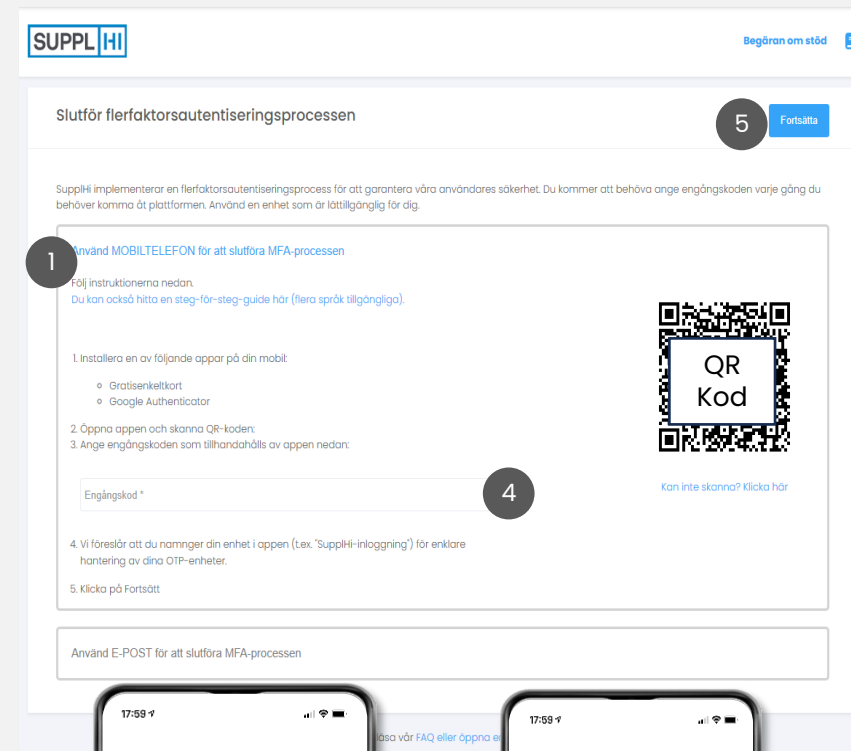 SUPPLHI
Begäran om stöd
Slutför flerfaktorsautentiseringsprocessen
5
Fortsätta
SupplHi implementerar en flerfaktorsautentiseringsprocess för att garantera våra användares säkerhet. Du kommer att behöva ange engångskoden varje gång du
behöver komma åt plattformen. Använd en enhet som är lättillgänglig för dig.
1
Använd MOBILTELEFON för att slutföra MFA-processen
Följ instruktionerna nedan.
Du kan också hitta en steg-för-steg-guide här (flera språk tillgängliga).
1. Installera en av följande appar på din mobil:
Gratisenkeltkort
Google Authenticator
2. Öppna appen och skanna QR-koden:
3. Ange engångskoden som tillhandahålls av appen nedan:
QR
Kod
Kan inte skanna? Klicka här
Engångskod *
4
4. Vi föreslår att du namnger din enhet i appen (t.ex. "SupplHi-inloggning") för enklare
hantering av dina OTP-enheter.
5. Klicka på Fortsätt
Använd E-POST för att slutföra MFA-processen
17:59
17:59
vår FAQ eller öppna